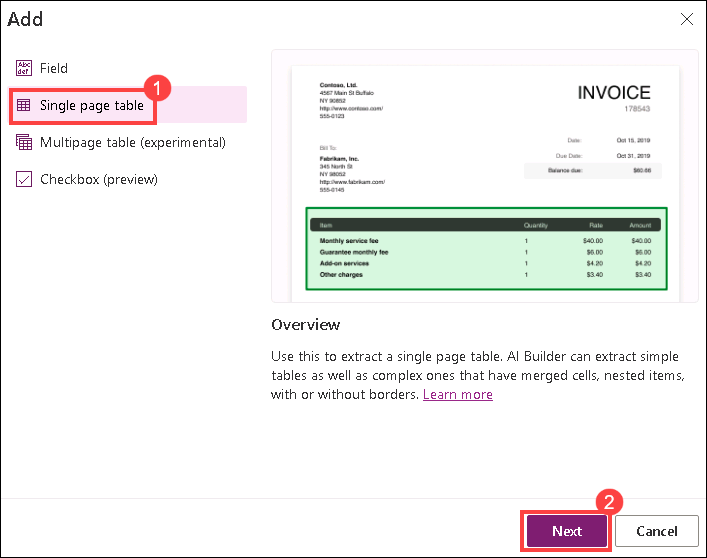 Add
Abc
def
Field
1
Single page table
Multipage table (experimental)
Checkbox (preview)
Contoso, Ltd.
4567 Main St Buffalo
NY 90852
http://www.contoso.com/
555-0123
INVOICE
178543
Date: Oct 15, 2019
Bill To:
Due Date: Oct 31, 2019
Fabrikam, Inc.
Balance due: $60.68
345 North St
NY 98052
http://www.fabrikam.com/
555-0145
Item Quantity Rate Amount
Monthly service fee 1 $40.00 $40.00
Guarantee monthly fee 1 $6.00 $6.00
Add-on services 1 $4.20 $4.20
Other charges 1 $3.40 $3.40
Overview
Use this to extract a single page table. AI Builder can extract simple
tables as well as complex ones that have merged cells, nested items,
with or without borders. Learn more
2
Next
Cancel